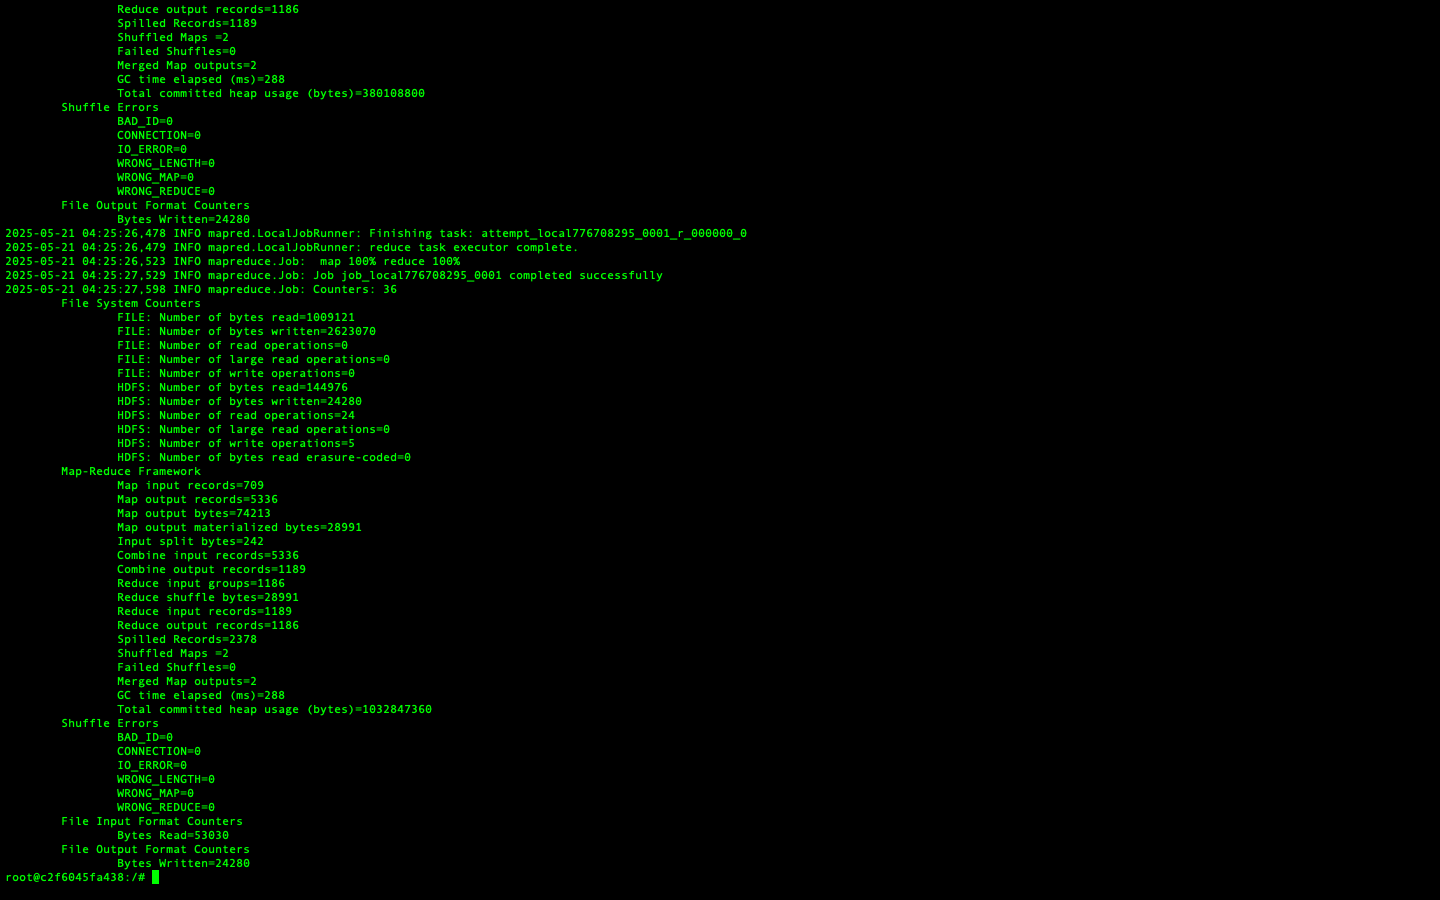 Reduce output records=1186
Spilled Records=1189
Shuffled Maps =2
Failed Shuffles=0
Merged Map outputs=2
GC time elapsed (ms)=288
Total committed heap usage (bytes)=380108800
Shuffle Errors
BAD_ID=0
CONNECTION=0
IO_ERROR=0
WRONG_LENGTH=0
WRONG_MAP=0
WRONG_REDUCE=0
File Output Format Counters
Bytes Written=24280
2025-05-21 04:25:26,478 INFO mapred.LocalJobRunner: Finishing task: attempt_local776708295_0001_r_000000_0
2025-05-21 04:25:26,479 INFO mapred.LocalJobRunner: reduce task executor complete.
2025-05-21 04:25:26,523 INFO mapreduce.Job:  map 100% reduce 100%
2025-05-21 04:25:27,529 INFO mapreduce.Job: Job job_local776708295_0001 completed successfully
2025-05-21 04:25:27,598 INFO mapreduce.Job: Counters: 36
File System Counters
FILE: Number of bytes read=1009121
FILE: Number of bytes written=2623070
FILE: Number of read operations=0
FILE: Number of large read operations=0
FILE: Number of write operations=0
HDFS: Number of bytes read=144976
HDFS: Number of bytes written=24280
HDFS: Number of read operations=24
HDFS: Number of large read operations=0
HDFS: Number of write operations=5
HDFS: Number of bytes read erasure-coded=0
Map-Reduce Framework
Map input records=709
Map output records=5336
Map output bytes=74213
Map output materialized bytes=28991
Input split bytes=242
Combine input records=5336
Combine output records=1189
Reduce input groups=1186
Reduce shuffle bytes=28991
Reduce input records=1189
Reduce output records=1186
Spilled Records=2378
Shuffled Maps =2
Failed Shuffles=0
Merged Map outputs=2
GC time elapsed (ms)=288
Total committed heap usage (bytes)=1032847360
Shuffle Errors
BAD_ID=0
CONNECTION=0
IO_ERROR=0
WRONG_LENGTH=0
WRONG_MAP=0
WRONG_REDUCE=0
File Input Format Counters
Bytes Read=53030
File Output Format Counters
Bytes Written=24280
root@c2f6045fa438:/#